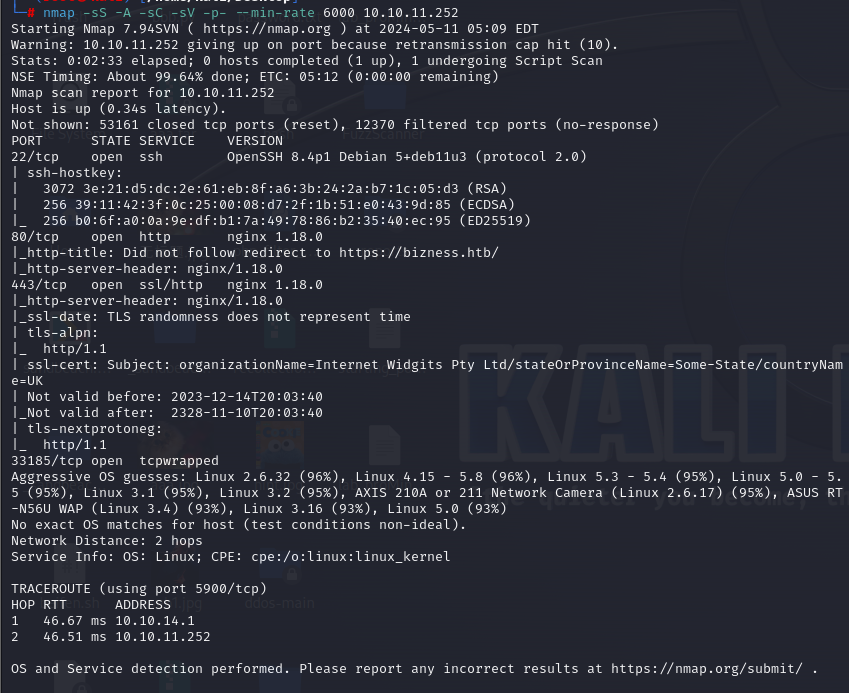 └─# nmap -sS -A -sC -sV -p- --min-rate 6000 10.10.11.252
Starting Nmap 7.94SVN ( https://nmap.org ) at 2024-05-11 05:09 EDT
Warning: 10.10.11.252 giving up on port because retransmission cap hit (10).
Stats: 0:02:33 elapsed; 0 hosts completed (1 up), 1 undergoing Script Scan
NSE Timing: About 99.64% done; ETC: 05:12 (0:00:00 remaining)
Nmap scan report for 10.10.11.252
Host is up (0.34s latency).
Not shown: 53161 closed tcp ports (reset), 12370 filtered tcp ports (no-response)
PORT      STATE SERVICE    VERSION
22/tcp    open  ssh        OpenSSH 8.4p1 Debian 5+deb11u3 (protocol 2.0)
| ssh-hostkey:
|   3072 3e:21:d5:dc:2e:61:eb:8f:a6:3b:24:2a:b7:1c:05:d3 (RSA)
|   256 39:11:42:3f:0c:25:00:08:d7:2f:1b:51:e0:43:9d:85 (ECDSA)
|_  256 b0:6f:a0:0a:9e:df:b1:7a:49:78:86:b2:35:40:ec:95 (ED25519)
80/tcp    open  http       nginx 1.18.0
|_http-title: Did not follow redirect to https://bizness.htb/
|_http-server-header: nginx/1.18.0
443/tcp   open  ssl/http   nginx 1.18.0
|_http-server-header: nginx/1.18.0
|_ssl-date: TLS randomness does not represent time
| tls-alpn:
|_  http/1.1
| ssl-cert: Subject: organizationName=Internet Widgits Pty Ltd/stateOrProvinceName=Some-State/countryNam
e=UK
| Not valid before: 2023-12-14T20:03:40
|_Not valid after:  2328-11-10T20:03:40
| tls-nextprotoneg:
|_  http/1.1
33185/tcp open  tcpwrapped
Aggressive OS guesses: Linux 2.6.32 (96%), Linux 4.15 - 5.8 (96%), Linux 5.3 - 5.4 (95%), Linux 5.0 - 5.
5 (95%), Linux 3.1 (95%), Linux 3.2 (95%), AXIS 210A or 211 Network Camera (Linux 2.6.17) (95%), ASUS RT
-N56U WAP (Linux 3.4) (93%), Linux 3.16 (93%), Linux 5.0 (93%)
No exact OS matches for host (test conditions non-ideal).
Network Distance: 2 hops
Service Info: OS: Linux; CPE: cpe:/o:linux:linux_kernel
TRACEROUTE (using port 5900/tcp)
HOP RTT      ADDRESS
1   46.67 ms 10.10.14.1
2   46.51 ms 10.10.11.252
OS and Service detection performed. Please report any incorrect results at https://nmap.org/submit/ .
KALI
ddos-main